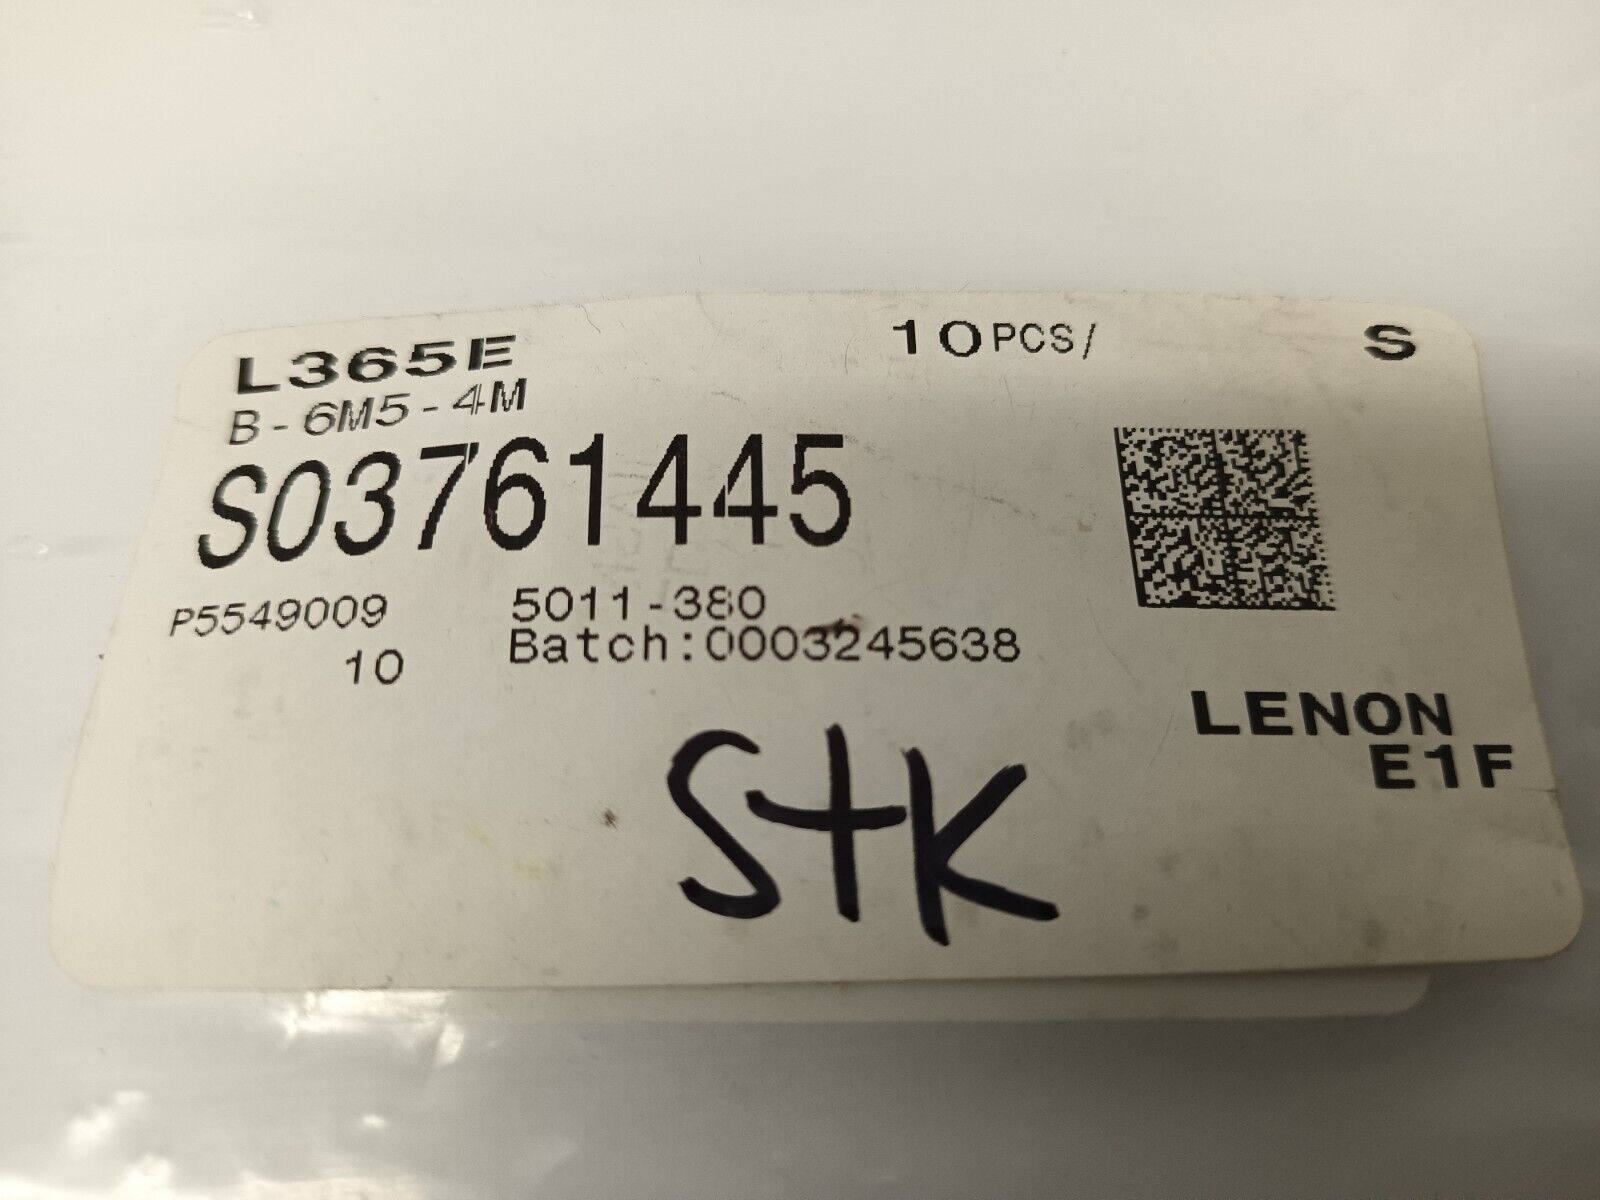 L365E 10PCS/ S
B-6M5-4M
S03761445
P5549009 5011-380
10 Batch:0003245638
LENON
E1F
StK